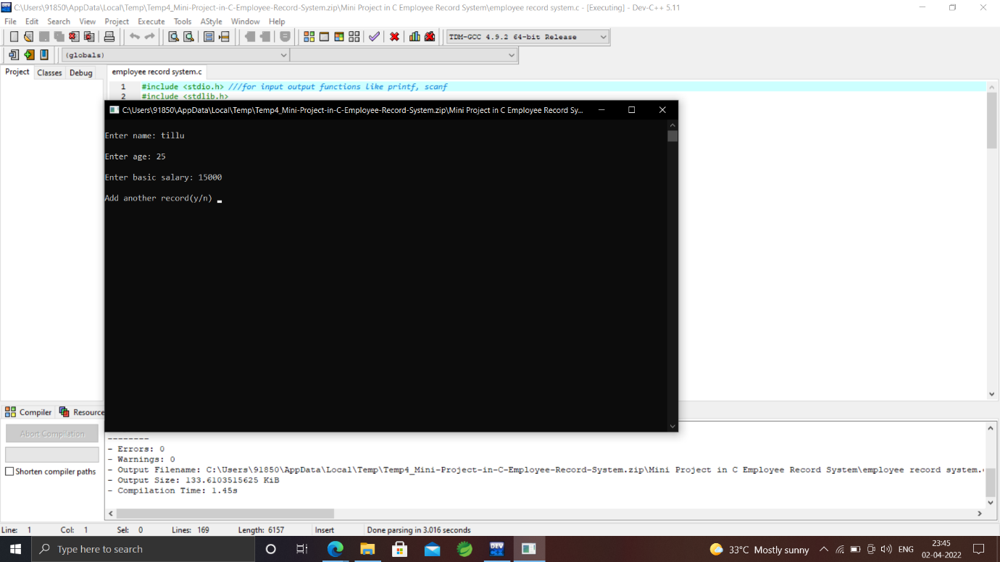 C:\Users\91850\AppData\Local\Temp\Temp4_Mini-Project-in-C-Employee-Record-System.zip\Mini Project in C Employee Record System\employee record system.c - [Executing] - Dev-C++ 5.11
File Edit Search View Project Execute Tools AStyle Window Help
TDM-GCC 4.9.2 64-bit Release
(globals)
Project Classes Debug
employee record system.c
1 #include <stdio.h> ///for input output functions like printf, scanf
2 #include <stdlib.h>
C:\Users\91850\AppData\Local\Temp\Temp4_Mini-Project-in-C-Employee-Record-System.zip\Mini Project in C Employee Record Sy...
Enter name: tillu
Enter age: 25
Enter basic salary: 15000
Add another record(y/n)
Compiler Resource
Abort Compilation
Shorten compiler paths
--------
- Errors: 0
- Warnings: 0
- Output Filename: C:\Users\91850\AppData\Local\Temp\Temp4_Mini-Project-in-C-Employee-Record-System.zip\Mini Project in C Employee Record System\employee record system.
- Output Size: 133.6103515625 KiB
- Compilation Time: 1.45s
Line: 1 Col: 1 Sel: 0 Lines: 169 Length: 6157 Insert Done parsing in 3.016 seconds
Type here to search
DEV
33°C Mostly sunny
ENG
23:45
02-04-2022